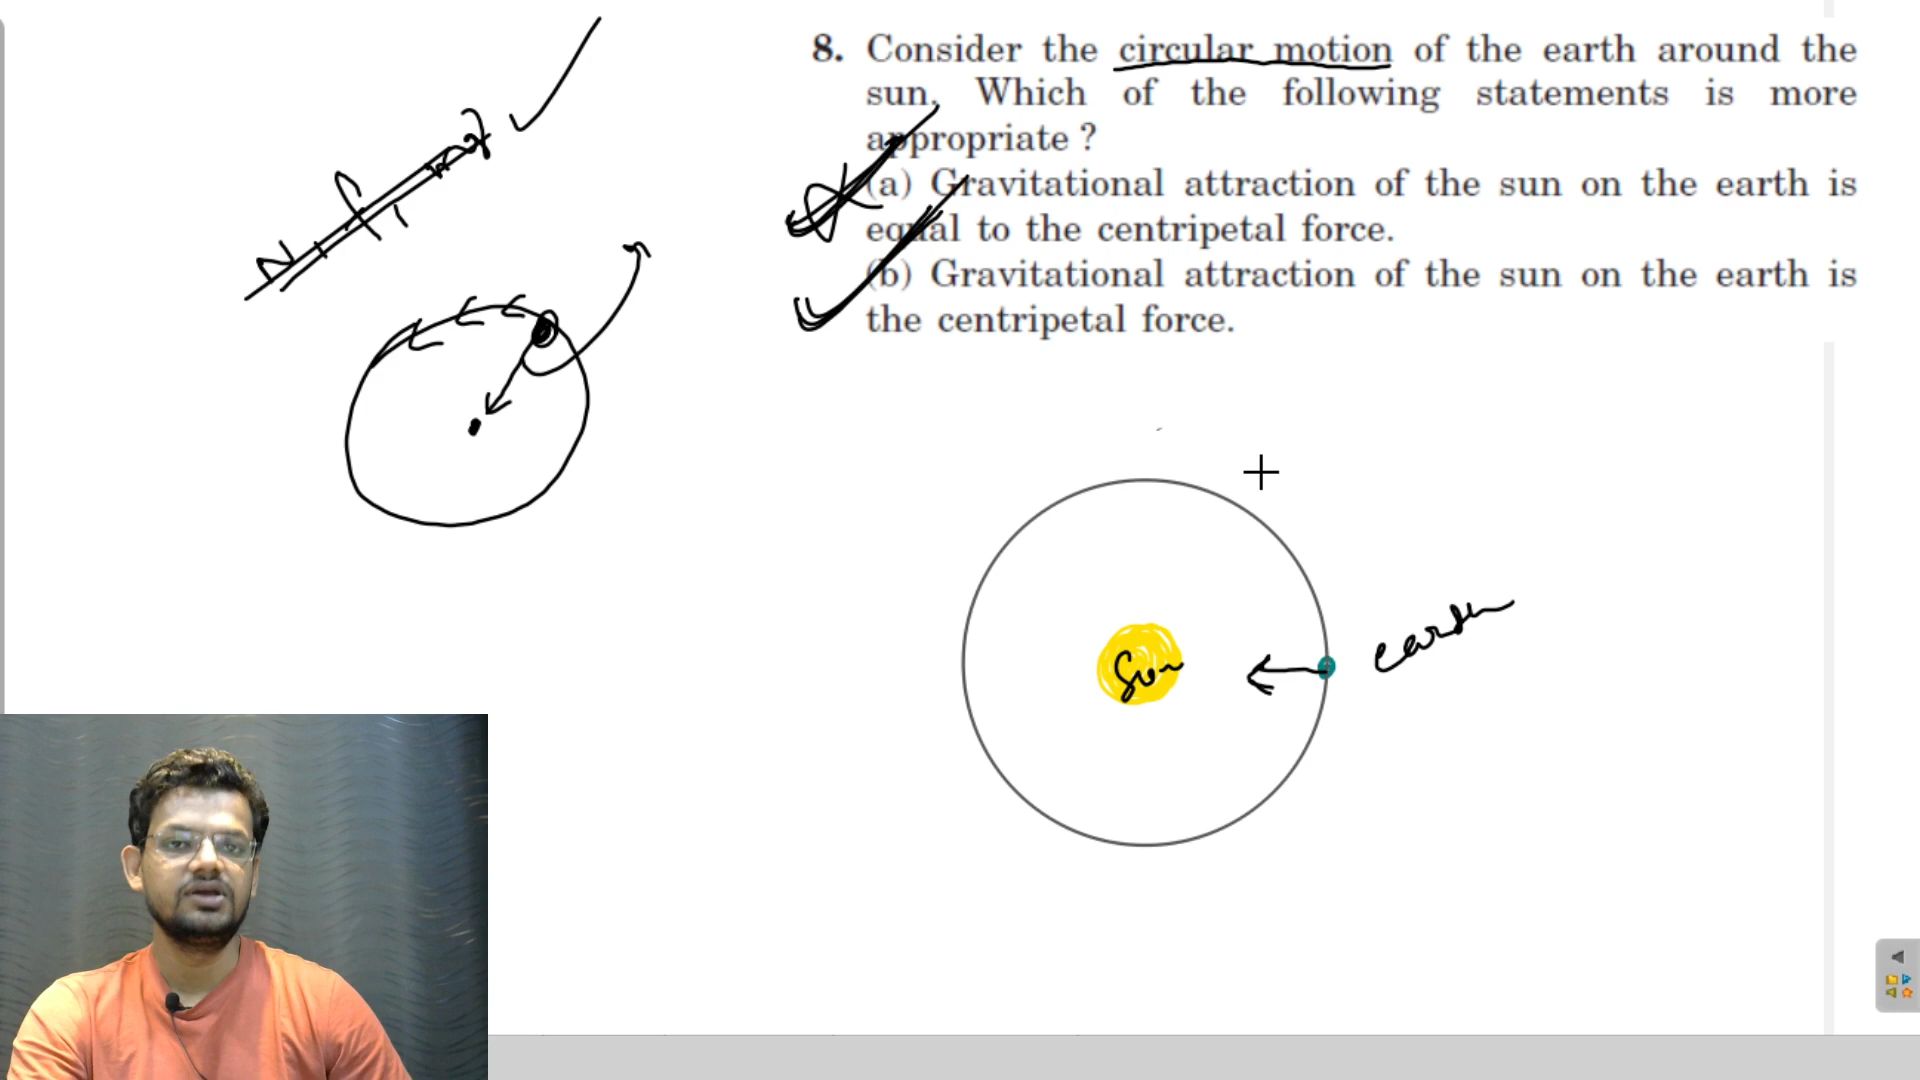 8. Consider the circular motion of the earth around the
sun. Which of the following statements is more
appropriate ?
(a) Gravitational attraction of the sun on the earth is
equal to the centripetal force.
(b) Gravitational attraction of the sun on the earth is
the centripetal force.
Sun
earth